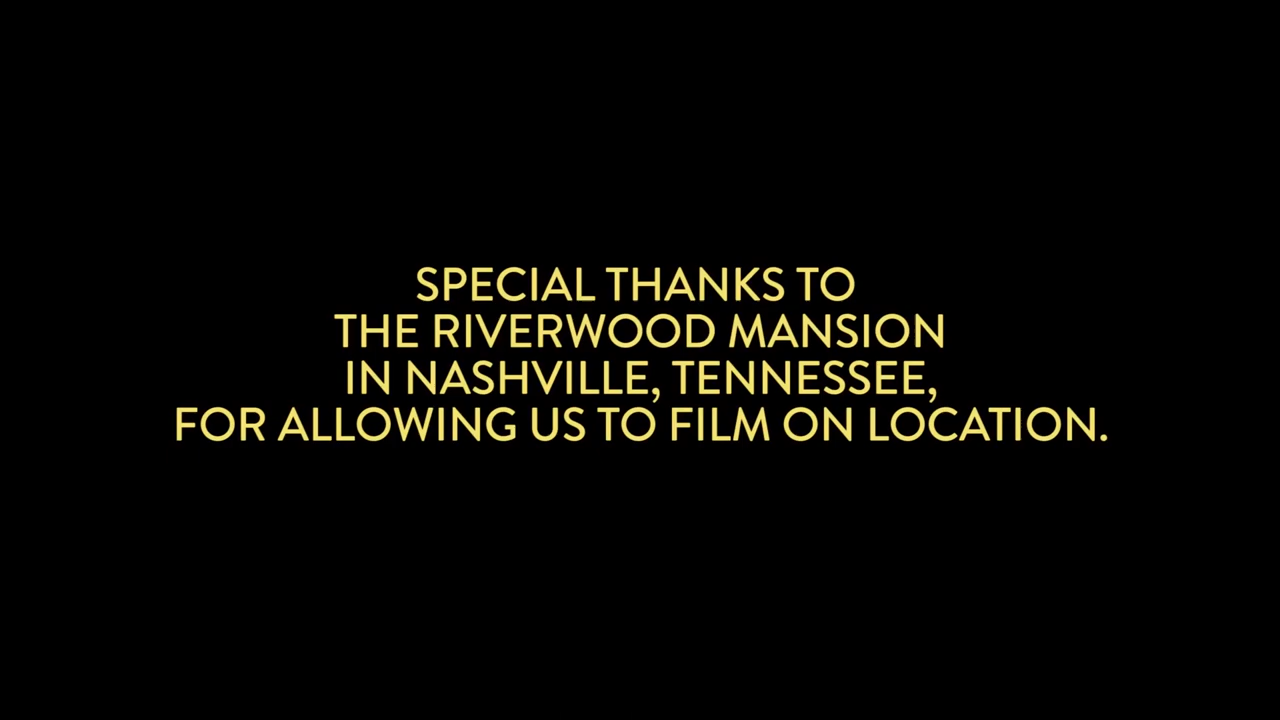 SPECIAL THANKS TO
THE RIVERWOOD MANSION
IN NASHVILLE, TENNESSEE,
FOR ALLOWING US TO FILM ON LOCATION.